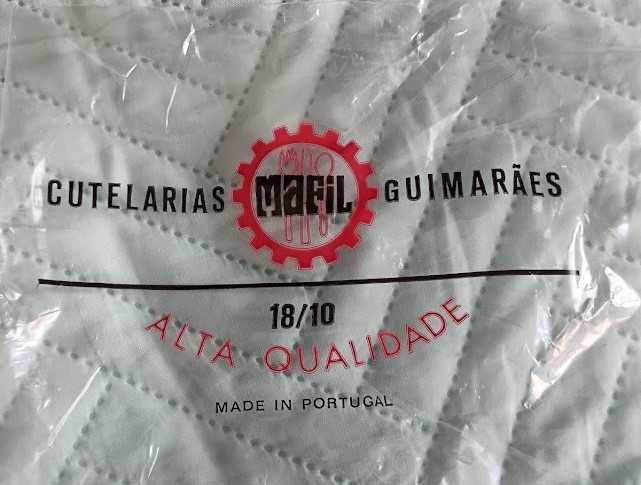 CUTELARIAS MAFIL GUIMARÃES
18/10
ALTA QUALIDADE
MADE IN PORTUGAL